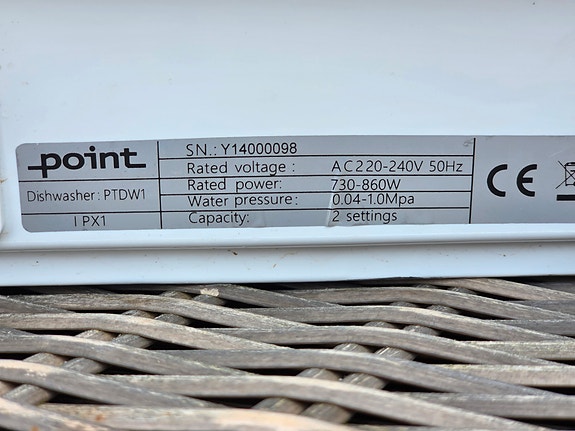 point
Dishwasher: PTDW1
IPX1
SN.: Y14000098
Rated voltage: AC220-240V 50Hz
Rated power: 730-860W
Water pressure: 0.04-1.0Mpa
Capacity: 2 settings
CE